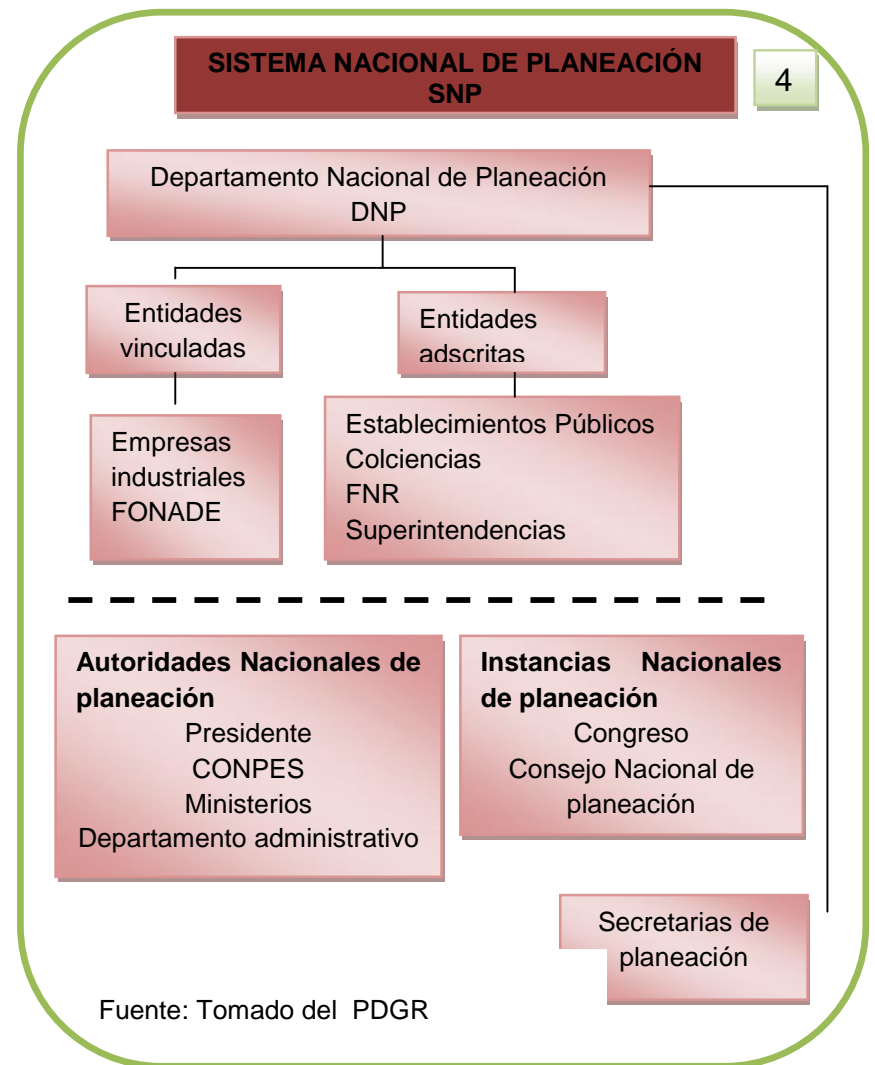 SISTEMA NACIONAL DE PLANEACIÓN
SNP
4
Departamento Nacional de Planeación
DNP
Entidades
vinculadas
Entidades
adscritas
Empresas
industriales
FONADE
Establecimientos Públicos
Colciencias
FNR
Superintendencias
Autoridades Nacionales de
planeación
Presidente
CONPES
Ministerios
Departamento administrativo
Instancias Nacionales
de planeación
Congreso
Consejo Nacional de
planeación
Secretarias de
planeación
Fuente: Tomado del PDGR